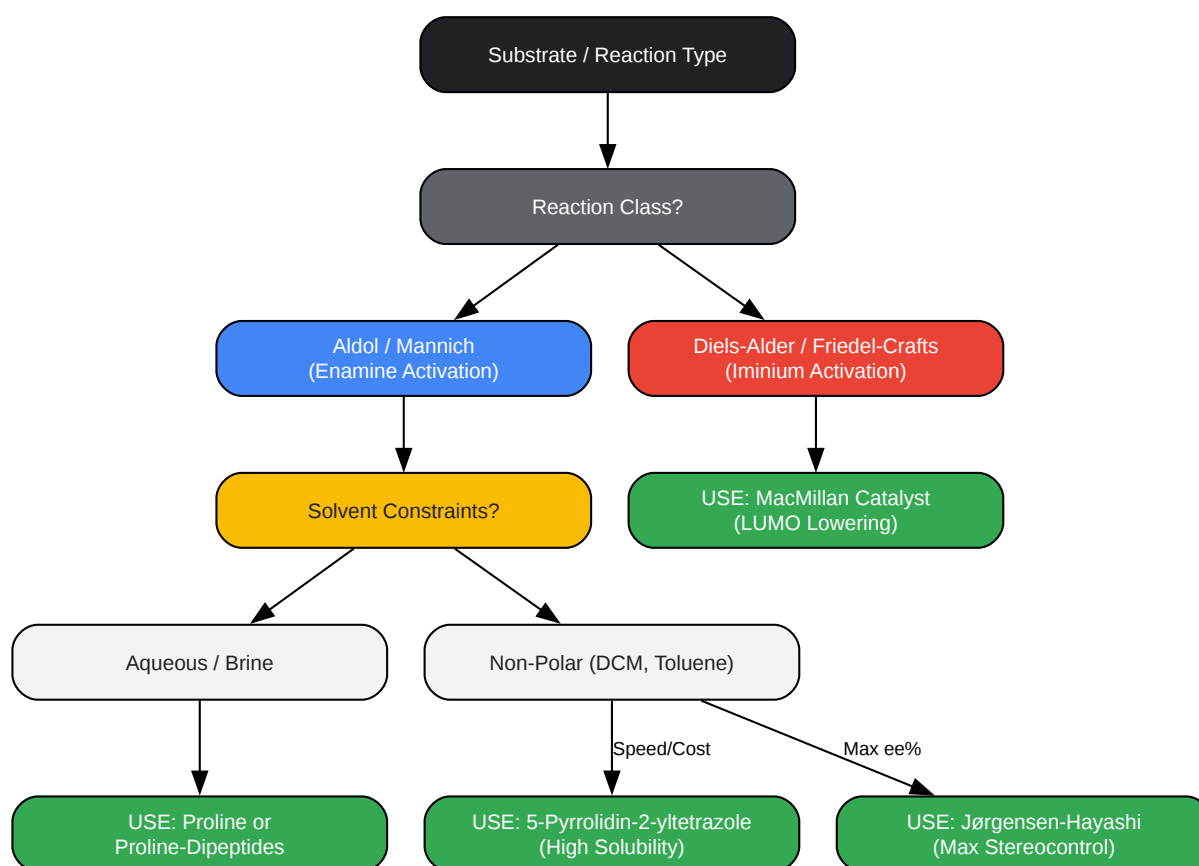 Substrate / Reaction Type
Reaction Class?
Aldol / Mannich
(Enamine Activation)
Diels-Alder / Friedel-Crafts
(Iminium Activation)
Solvent Constraints?
USE: MacMillan Catalyst
(LUMO Lowering)
Aqueous / Brine
Non-Polar (DCM, Toluene)
Speed/Cost
Max ee%
USE: Proline or
Proline-Dipeptides
USE: 5-Pyrrolidin-2-yltetrazole
(High Solubility)
USE: Jørgensen-Hayashi
(Max Stereocontrol)